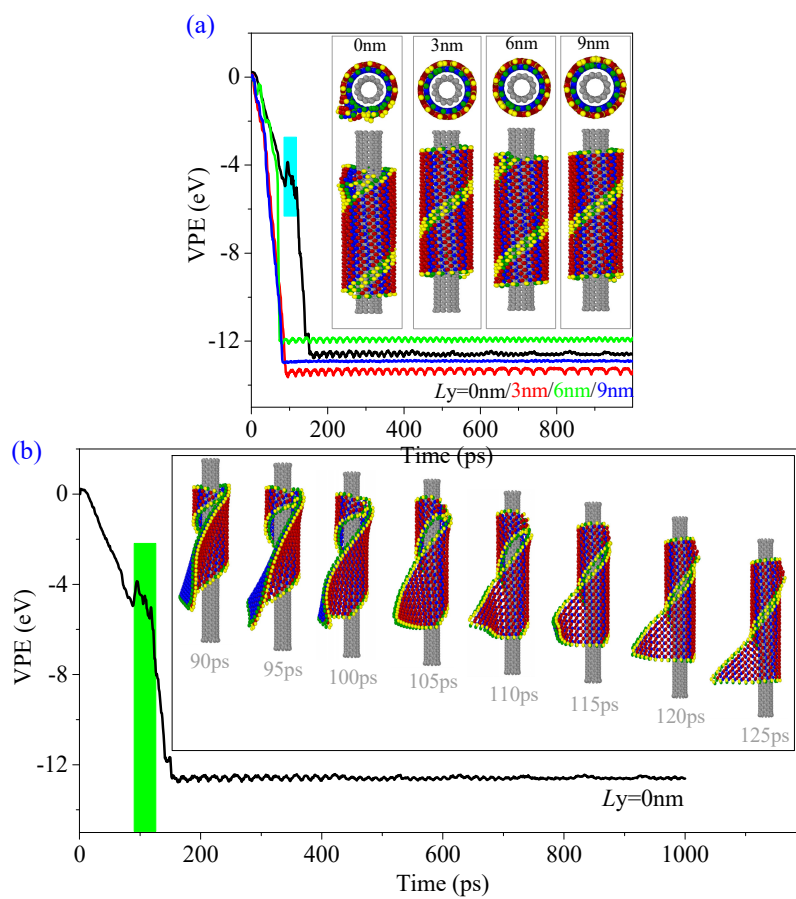 (a)
0nm 3nm 6nm 9nm
0
-4
-8
-12
VPE (eV)
Ly=0nm/3nm/6nm/9nm
0 200 400 600 800
Time (ps)
(b)
0
-4
-8
-12
VPE (eV)
90ps 95ps 100ps 105ps 110ps 115ps 120ps 125ps
Ly=0nm
0 200 400 600 800 1000
Time (ps)